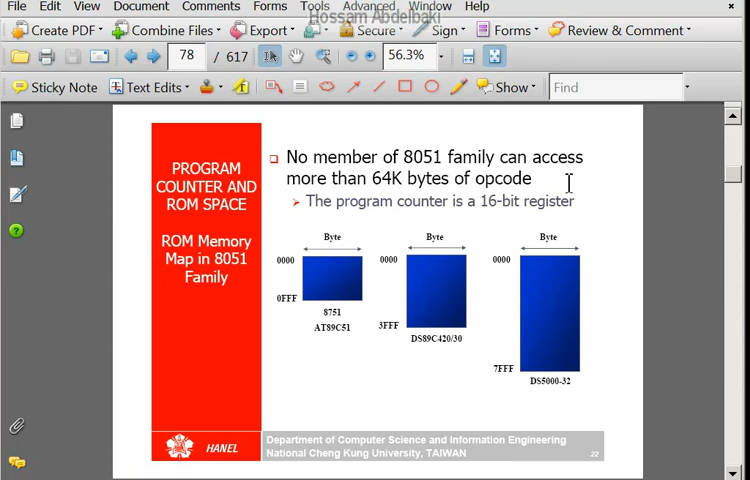 File Edit View Document Comments Forms Tools Advanced Window Help
Hossam Abdelbaki
Create PDF Combine Files Export Secure Sign Forms Review & Comment
78 / 617 56.3%
Sticky Note Text Edits Show Find
PROGRAM
COUNTER AND
ROM SPACE
ROM Memory
Map in 8051
Family
No member of 8051 family can access
more than 64K bytes of opcode
The program counter is a 16-bit register
Byte
0000
0FFF
8751
AT89C51
Byte
0000
3FFF
DS89C420/30
Byte
0000
7FFF
DS5000-32
HANEL
Department of Computer Science and Information Engineering
National Cheng Kung University, TAIWAN
22